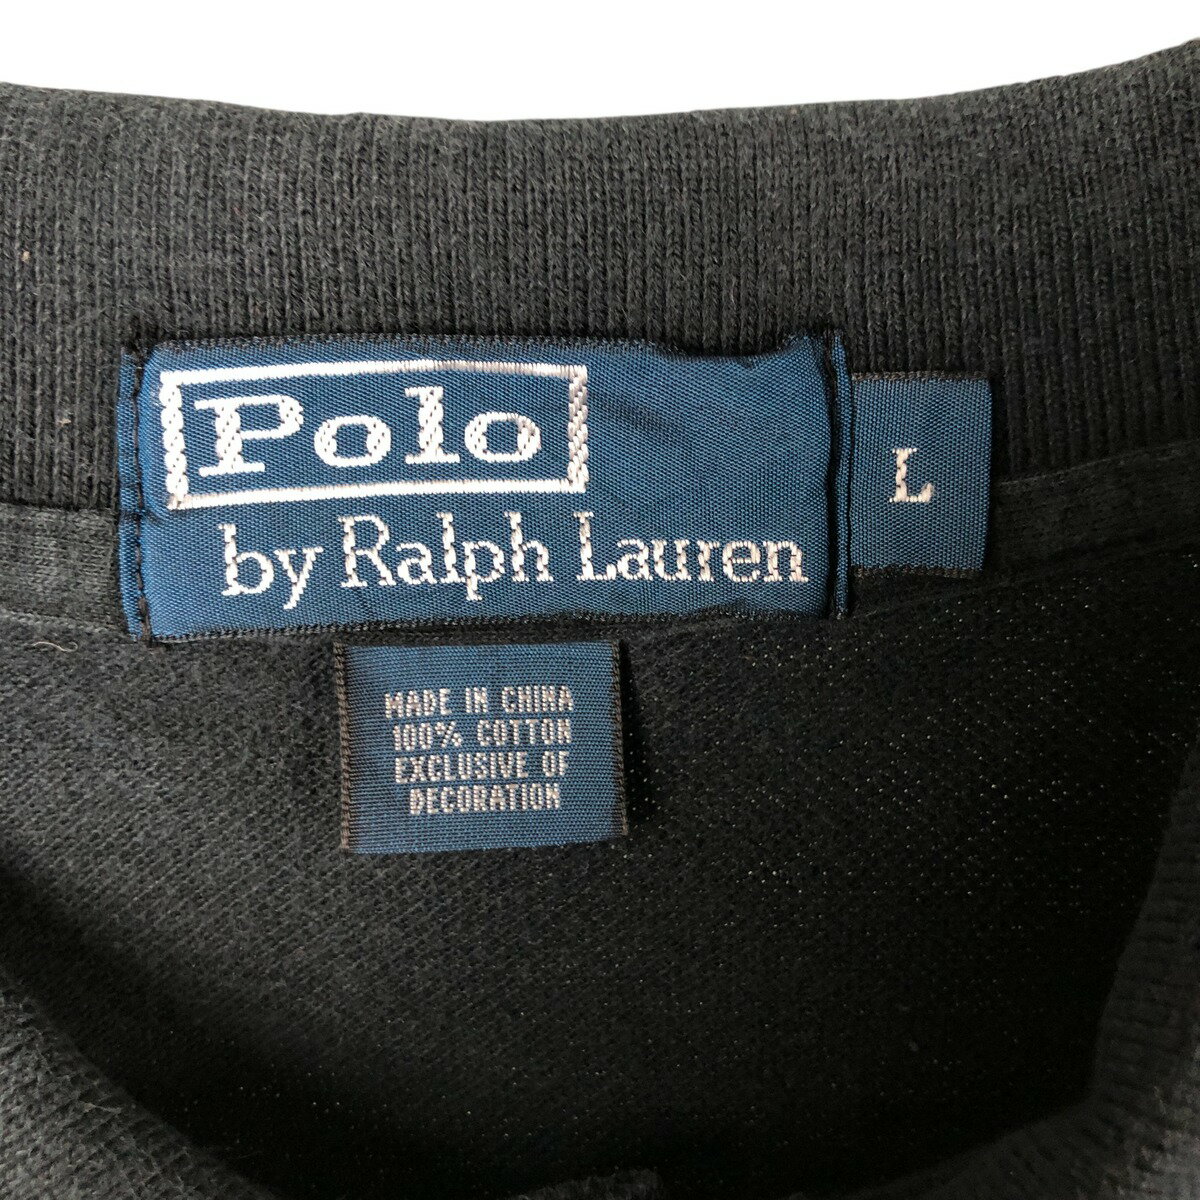 Polo
by Ralph Lauren
L
MADE IN CHINA
100% COTTON
EXCLUSIVE OF
DECORATION